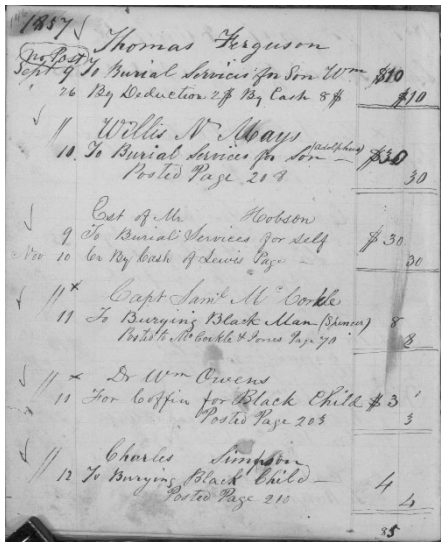 1857
Thomas Ferguson
no Post
Sept 9 To Burial Services for Son Wm $10
26 By Deduction 2$ By Cash 8$ $10
" Willis N Mays
10. To Burial Services for Son (Adolphus) — $30
Posted Page 208 30
Est of Mr Hobson
9 To Burial Services for Self $30
Nov 10 Cr By Cash of Lewis Page — 30
" x Capt Saml McCorkle
11 To Burying Black Man (Spencer) 8
Posted to McCorkle & Jones Page 70 8
" x Dr Wm Owens
11 For Coffin for Black Child $3
Posted Page 203 3
" Charles Simpson
12 To Burying Black Child — 4
Posted Page 210 4
85